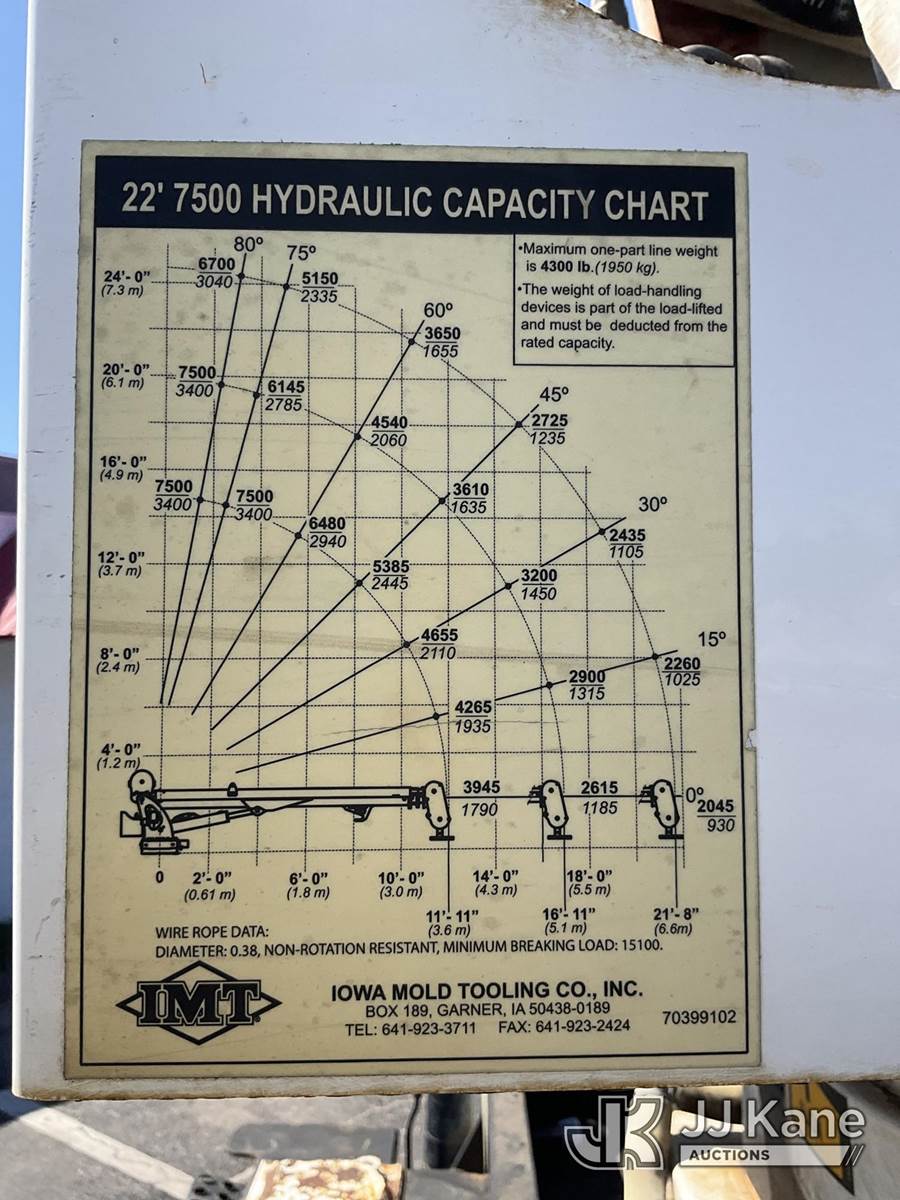 22' 7500 HYDRAULIC CAPACITY CHART
•Maximum one-part line weight
is 4300 lb.(1950 kg).
•The weight of load-handling
devices is part of the load-lifted
and must be deducted from the
rated capacity.
80º
75º
6700
3040
5150
2335
24'- 0"
(7.3 m)
60º
3650
1655
20'- 0"
(6.1 m)
7500
3400
6145
2785
45º
4540
2060
2725
1235
16'- 0"
(4.9 m)
7500
3400
7500
3400
3610
1635
30º
6480
2940
2435
1105
12'- 0"
(3.7 m)
5385
2445
3200
1450
15º
8'- 0"
(2.4 m)
4655
2110
2260
1025
2900
1315
4265
1935
4'- 0"
(1.2 m)
3945
1790
2615
1185
0º
2045
930
0
2'- 0"
(0.61 m)
6'- 0"
(1.8 m)
10'- 0"
(3.0 m)
14'- 0"
(4.3 m)
18'- 0"
(5.5 m)
11'- 11"
(3.6 m)
16'- 11"
(5.1 m)
21'- 8"
(6.6m)
WIRE ROPE DATA:
DIAMETER: 0.38, NON-ROTATION RESISTANT, MINIMUM BREAKING LOAD: 15100.
IMT
IOWA MOLD TOOLING CO., INC.
BOX 189, GARNER, IA 50438-0189
TEL: 641-923-3711 FAX: 641-923-2424
70399102
JJ Kane
AUCTIONS